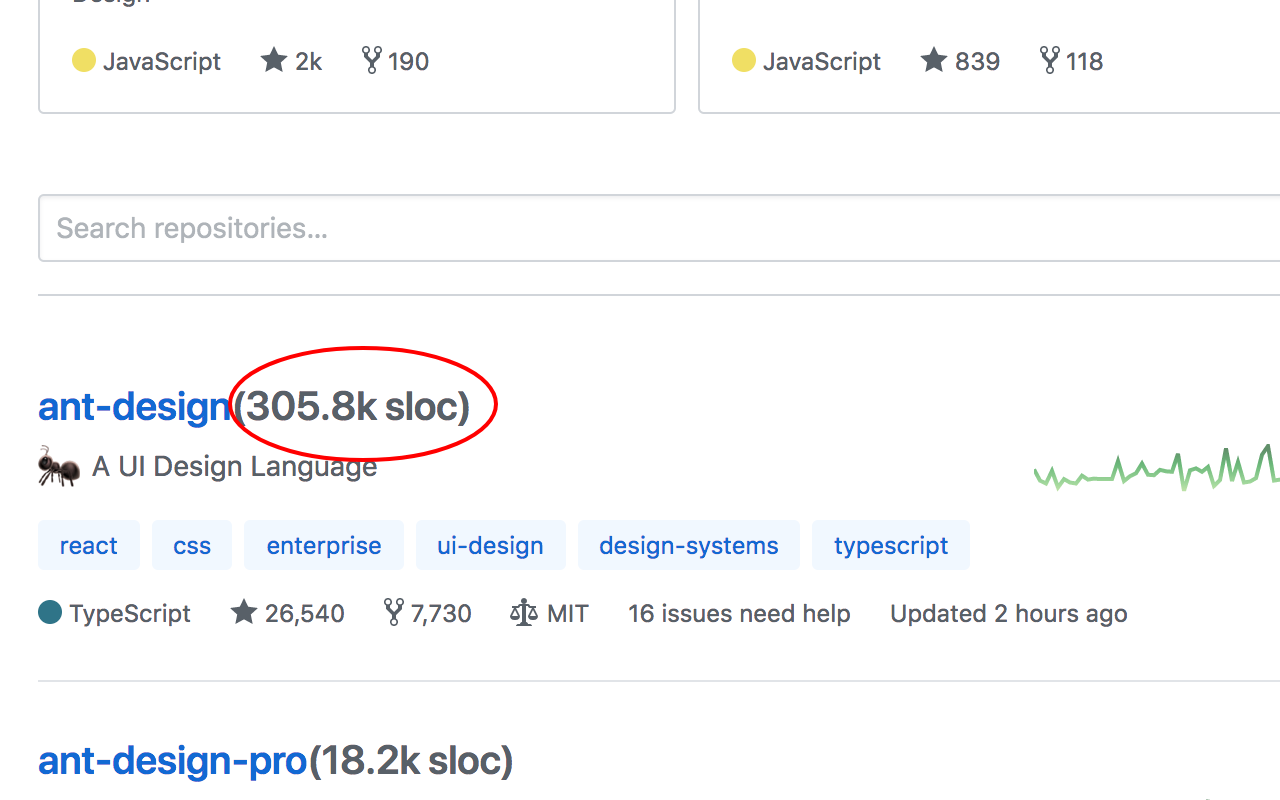 Design
JavaScript 2k 190
JavaScript 839 118
Search repositories...
ant-design(305.8k sloc)
A UI Design Language
react css enterprise ui-design design-systems typescript
TypeScript 26,540 7,730 MIT 16 issues need help Updated 2 hours ago
ant-design-pro(18.2k sloc)